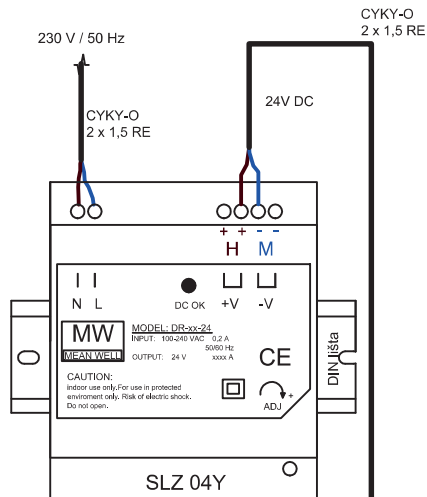 CYKY-O
2 x 1,5 RE
230 V / 50 Hz
24V DC
CYKY-O
2 x 1,5 RE
+ + - -
H M
N L
DC OK
+V -V
MW
MEAN WELL
MODEL: DR-xx-24
INPUT: 100-240 VAC 0,2 A
50/60 Hz
OUTPUT: 24 V xxxx A
CE
DIN lišta
CAUTION:
indoor use only.For use in protected
enviroment only. Risk of electric shock.
Do not open.
+
ADJ
SLZ 04Y